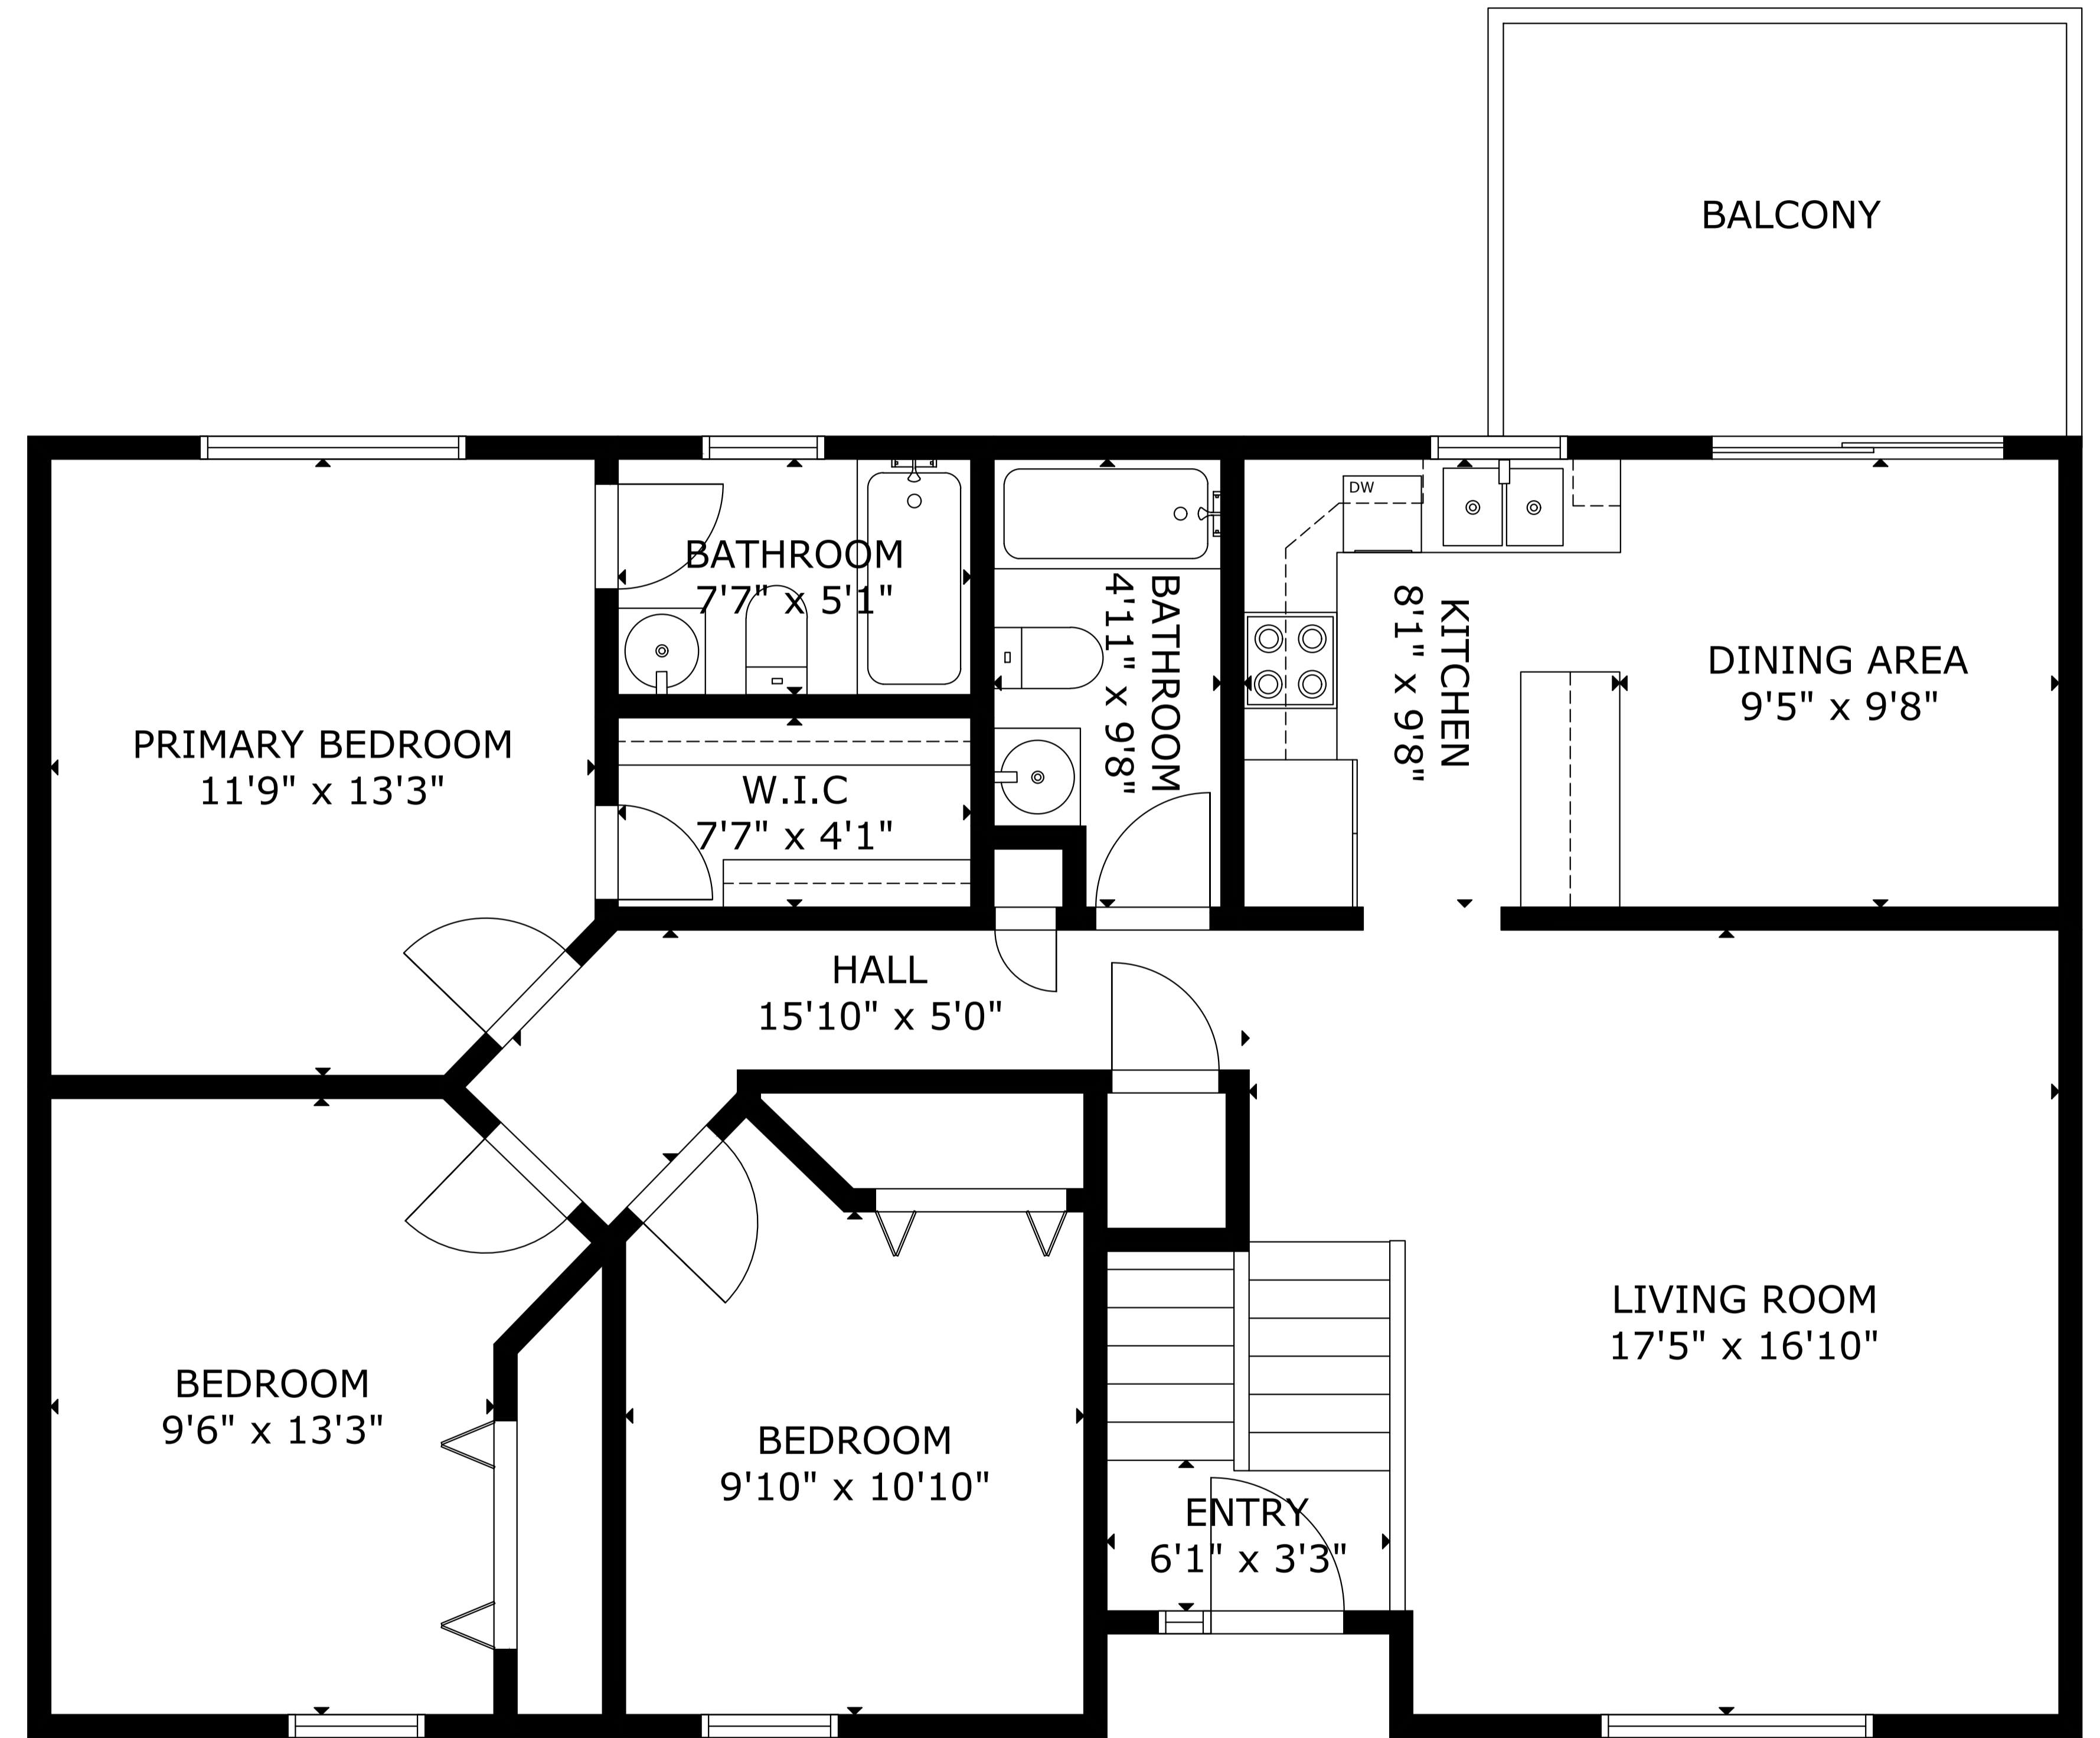 BALCONY
DW
BATHROOM
7'7" x 5'1"
BATHROOM
4'11" x 9'8"
KITCHEN
8'1" x 9'8"
DINING AREA
9'5" x 9'8"
PRIMARY BEDROOM
11'9" x 13'3"
W.I.C
7'7" x 4'1"
HALL
15'10" x 5'0"
LIVING ROOM
17'5" x 16'10"
BEDROOM
9'6" x 13'3"
BEDROOM
9'10" x 10'10"
ENTRY
6'1" x 3'3"